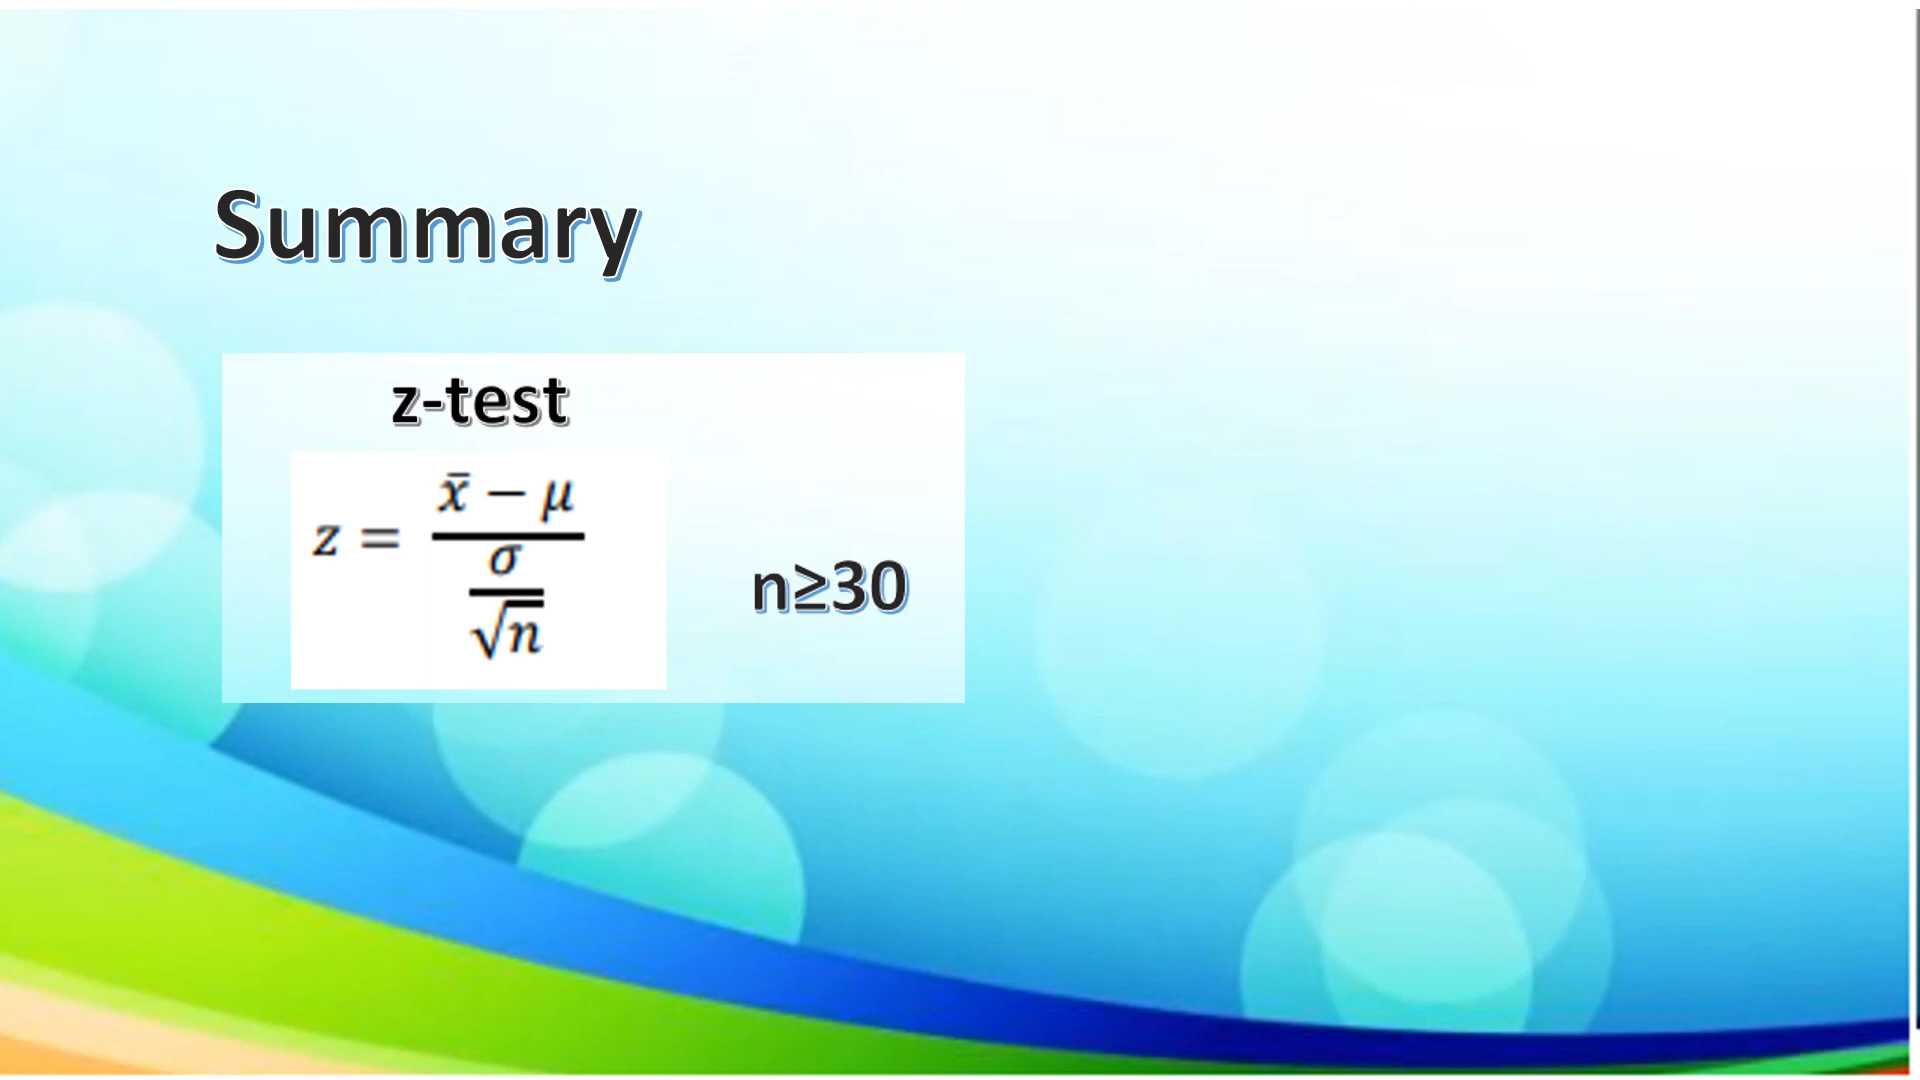 Summary
z-test
z = x̄ − μ / σ / √n
n≥30